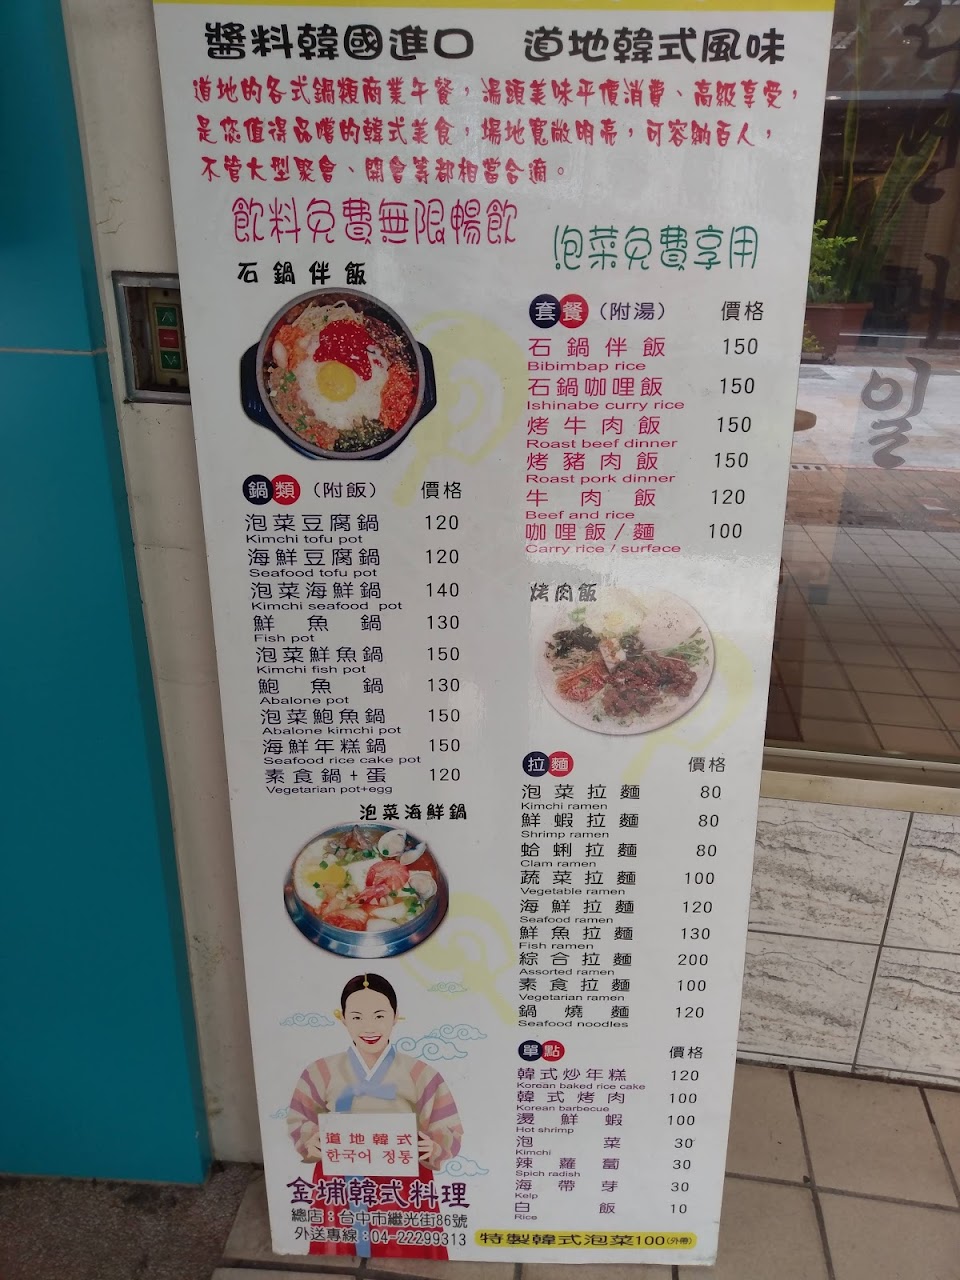 醬料韓國進口 道地韓式風味
道地的各式鍋類商業午餐，湯頭美味平價消費、高級享受，
是您值得品嚐的韓式美食，場地寬敞明亮，可容納百人，
不管大型聚會、開會等都相當合適。
飲料免費無限暢飲
泡菜免費享用
石鍋伴飯
鍋類（附飯） 價格
泡菜豆腐鍋 120
Kimchi tofu pot
海鮮豆腐鍋 120
Seafood tofu pot
泡菜海鮮鍋 140
Kimchi seafood pot
鮮魚鍋 130
Fish pot
泡菜鮮魚鍋 150
Kimchi fish pot
鮑魚鍋 130
Abalone pot
泡菜鮑魚鍋 150
Abalone kimchi pot
海鮮年糕鍋 150
Seafood rice cake pot
素食鍋+蛋 120
Vegetarian pot+egg
泡菜海鮮鍋
套餐（附湯） 價格
石鍋伴飯 150
Bibimbap rice
石鍋咖哩飯 150
Ishinabe curry rice
烤牛肉飯 150
Roast beef dinner
烤豬肉飯 150
Roast pork dinner
牛肉飯 120
Beef and rice
咖哩飯/麵 100
Carry rice / surface
烤肉飯
拉麵 價格
泡菜拉麵 80
Kimchi ramen
鮮蝦拉麵 80
Shrimp ramen
蛤蜊拉麵 80
Clam ramen
蔬菜拉麵 100
Vegetable ramen
海鮮拉麵 120
Seafood ramen
鮮魚拉麵 130
Fish ramen
綜合拉麵 200
Assorted ramen
素食拉麵 100
Vegetarian ramen
鍋燒麵 120
Seafood noodles
單點 價格
韓式炒年糕 120
Korean baked rice cake
韓式烤肉 100
Korean barbecue
燙鮮蝦 100
Hot shrimp
泡菜 30
Kimchi
辣蘿蔔 30
Spich radish
海帶芽 30
Kelp
白飯 10
Rice
道地韓式
한국어 정통
金埔韓式料理
總店：台中市繼光街86號
外送專線：04-22299313
特製韓式泡菜100(外帶)
일